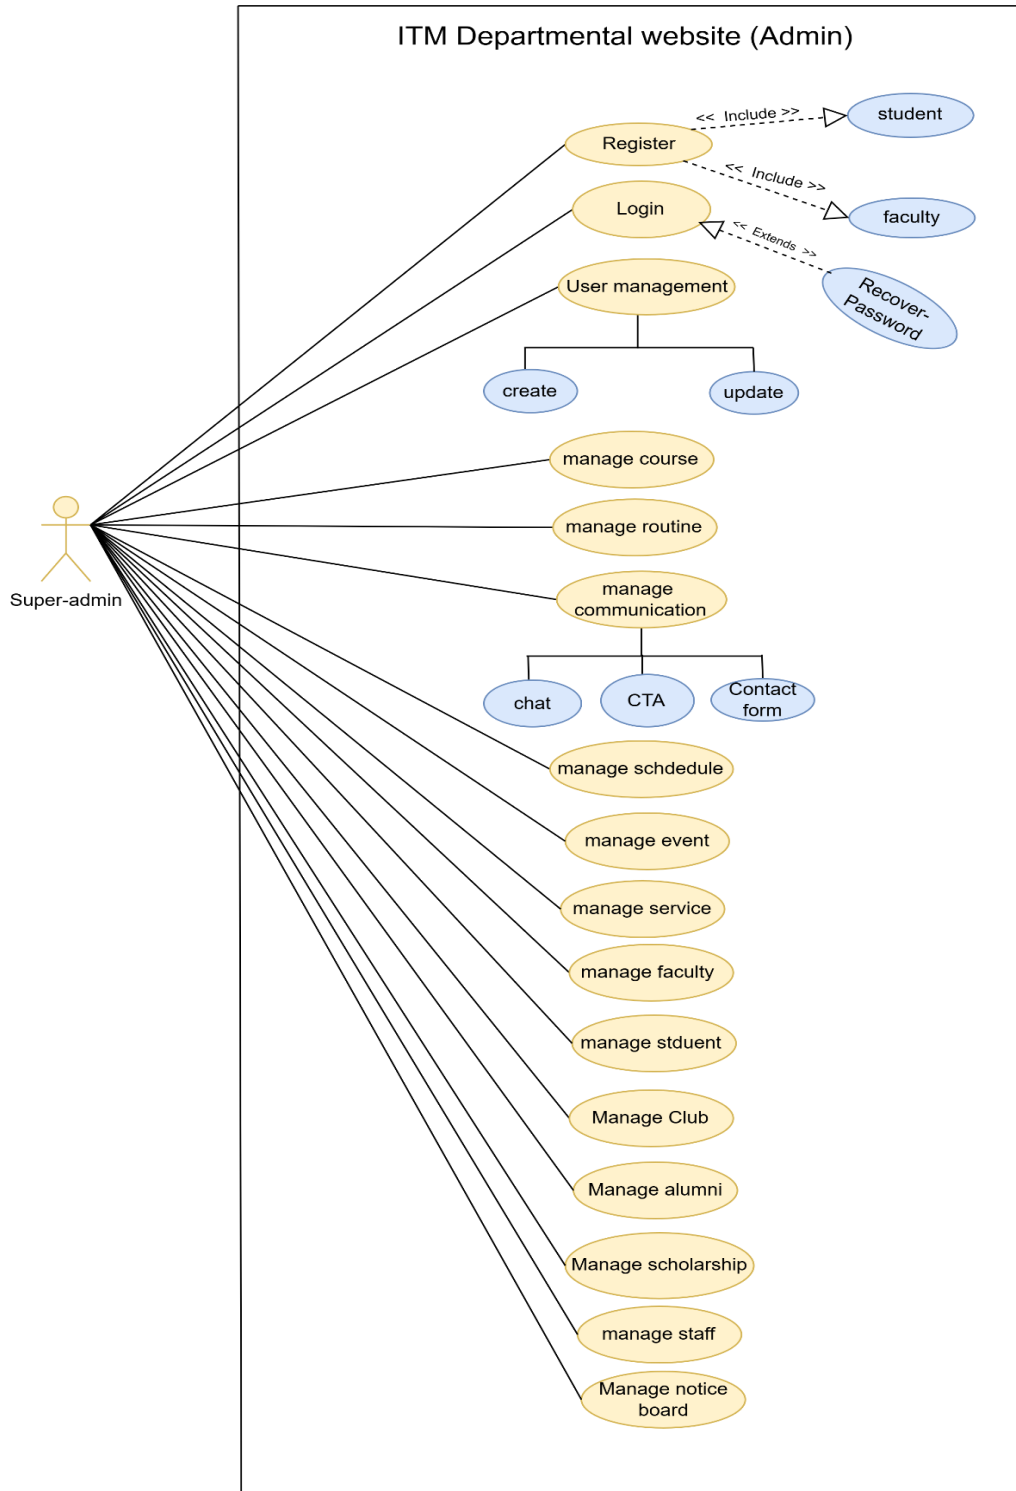 ITM Departmental website (Admin)
<< Include >>
student
Register
<< Include >>
Login
faculty
<< Extends >>
User management
Recover-
Password
create
update
manage course
manage routine
Super-admin
manage
communication
chat
CTA
Contact
form
manage schdedule
manage event
manage service
manage faculty
manage stduent
Manage Club
Manage alumni
Manage scholarship
manage staff
Manage notice
board